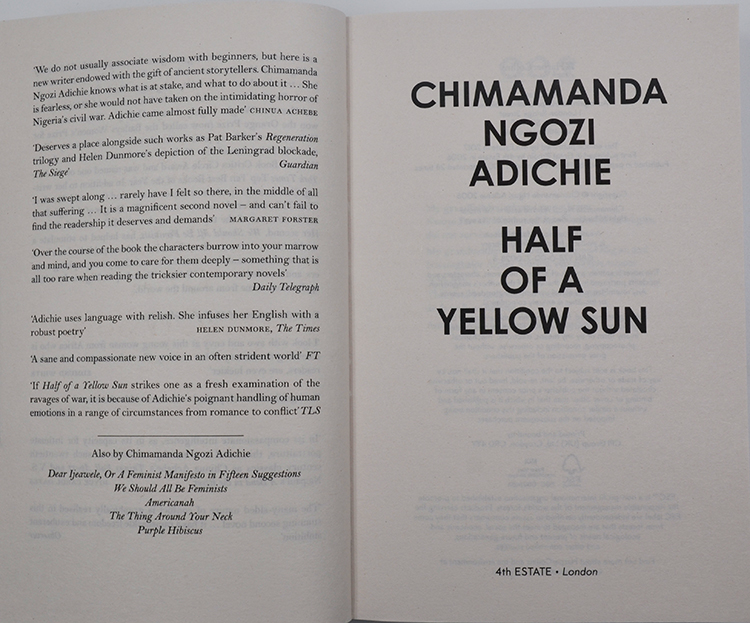 'We do not usually associate wisdom with beginners, but here is a
new writer endowed with the gift of ancient storytellers. Chimamanda
Ngozi Adichie knows what is at stake, and what to do about it ... She
is fearless, or she would not have taken on the intimidating horror of
Nigeria's civil war. Adichie came almost fully made' CHINUA ACHEBE
'Deserves a place alongside such works as Pat Barker's Regeneration
trilogy and Helen Dunmore's depiction of the Leningrad blockade,
The Siege' Guardian
'I was swept along ... rarely have I felt so there, in the middle of all
that suffering ... It is a magnificent second novel – and can't fail to
find the readership it deserves and demands' MARGARET FORSTER
'Over the course of the book the characters burrow into your marrow
and mind, and you come to care for them deeply – something that is
all too rare when reading the tricksier contemporary novels'
Daily Telegraph
'Adichie uses language with relish. She infuses her English with a
robust poetry' HELEN DUNMORE, The Times
'A sane and compassionate new voice in an often strident world' FT
'If Half of a Yellow Sun strikes one as a fresh examination of the
ravages of war, it is because of Adichie's poignant handling of human
emotions in a range of circumstances from romance to conflict' TLS
Also by Chimamanda Ngozi Adichie
Dear Ijeawele, Or A Feminist Manifesto in Fifteen Suggestions
We Should All Be Feminists
Americanah
The Thing Around Your Neck
Purple Hibiscus
CHIMAMANDA
NGOZI
ADICHIE
HALF
OF A
YELLOW SUN
4th ESTATE • London